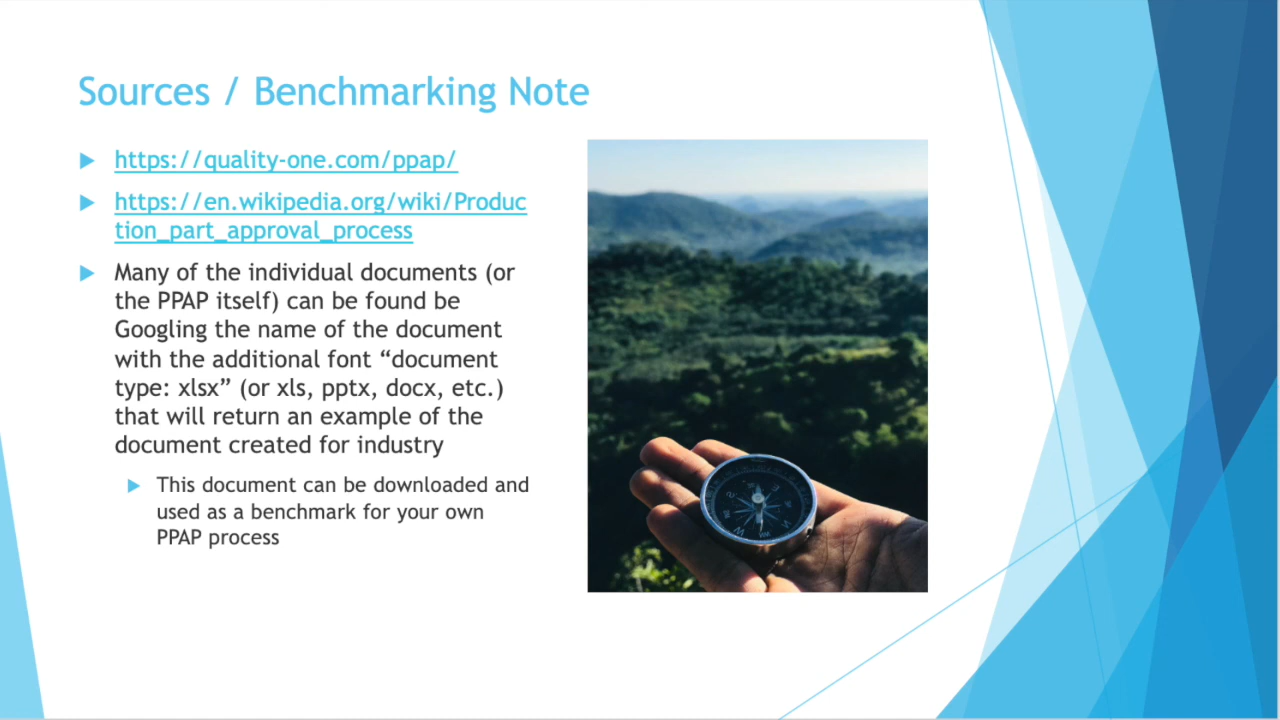 Sources / Benchmarking Note
https://quality-one.com/ppap/
https://en.wikipedia.org/wiki/Produc
tion_part_approval_process
Many of the individual documents (or
the PPAP itself) can be found be
Googling the name of the document
with the additional font “document
type: xlsx” (or xls, pptx, docx, etc.)
that will return an example of the
document created for industry
This document can be downloaded and
used as a benchmark for your own
PPAP process